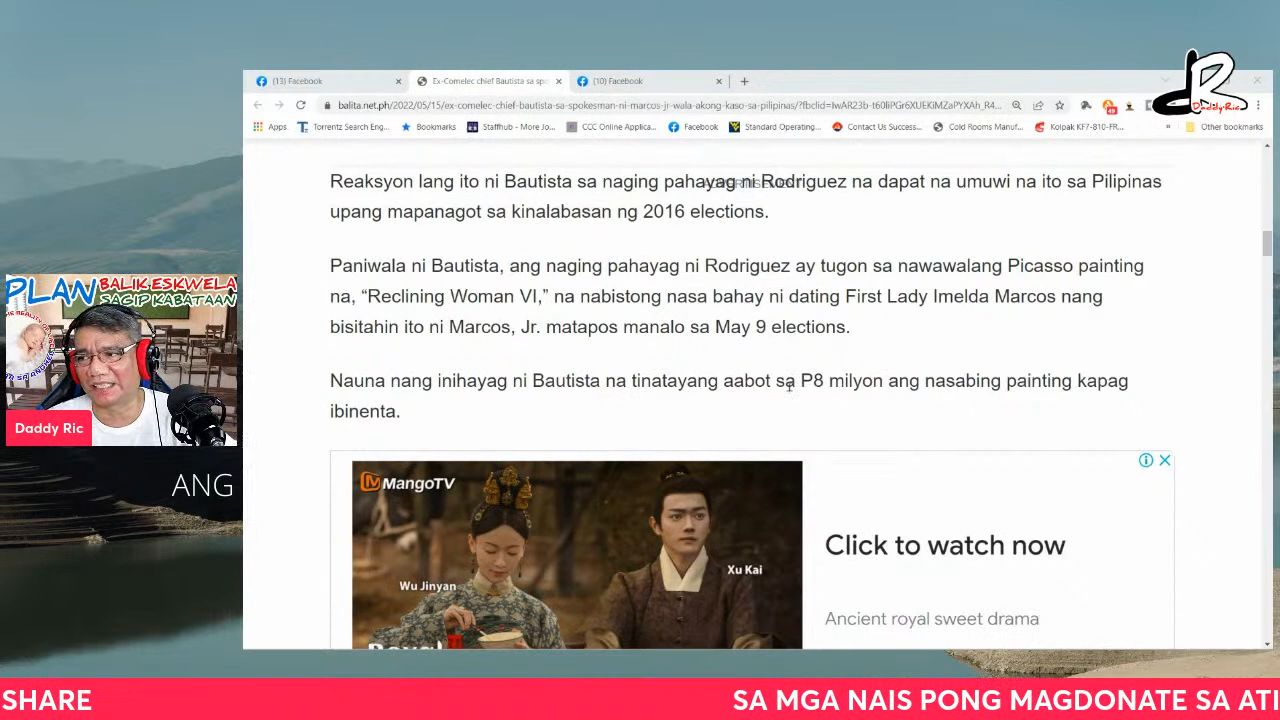 (13) Facebook
Ex-Comelec chief Bautista sa spo
(10) Facebook
balita.net.ph/2022/05/15/ex-comelec-chief-bautista-sa-spokesman-ni-marcos-jr-wala-akong-kaso-sa-pilipinas/?fbclid=IwAR23b-t60liPGr6XUEKiMZaPYXAh_R4...
Apps
Torrentz Search Eng...
Bookmarks
Staffhub - More Jo...
CCC Online Applica...
Facebook
Standard Operating...
Contact Us Success...
Cold Rooms Manuf...
Kolpak KF7-810-FR...
Other bookmarks
Daddy Ric
ADVERTISEMENT
Reaksyon lang ito ni Bautista sa naging pahayag ni Rodriguez na dapat na umuwi na ito sa Pilipinas
upang mapanagot sa kinalabasan ng 2016 elections.
Paniwala ni Bautista, ang naging pahayag ni Rodriguez ay tugon sa nawawalang Picasso painting
na, “Reclining Woman VI,” na nabistong nasa bahay ni dating First Lady Imelda Marcos nang
bisitahin ito ni Marcos, Jr. matapos manalo sa May 9 elections.
Nauna nang inihayag ni Bautista na tinatayang aabot sa P8 milyon ang nasabing painting kapag
ibinenta.
PLAN
BALIK ESKWELA
SAGIP KABATAAN
Daddy Ric
ANG
MangoTV
Wu Jinyan
Xu Kai
Click to watch now
Ancient royal sweet drama
SHARE
SA MGA NAIS PONG MAGDONATE SA ATI